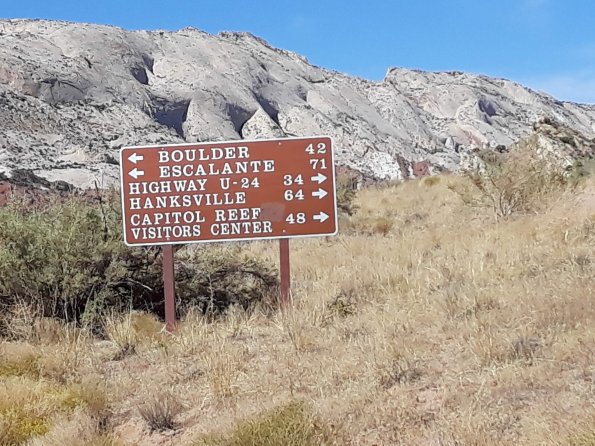 ← BOULDER 42
← ESCALANTE 71
HIGHWAY U-24 34 →
HANKSVILLE 64 →
CAPITOL REEF 48 →
VISITORS CENTER